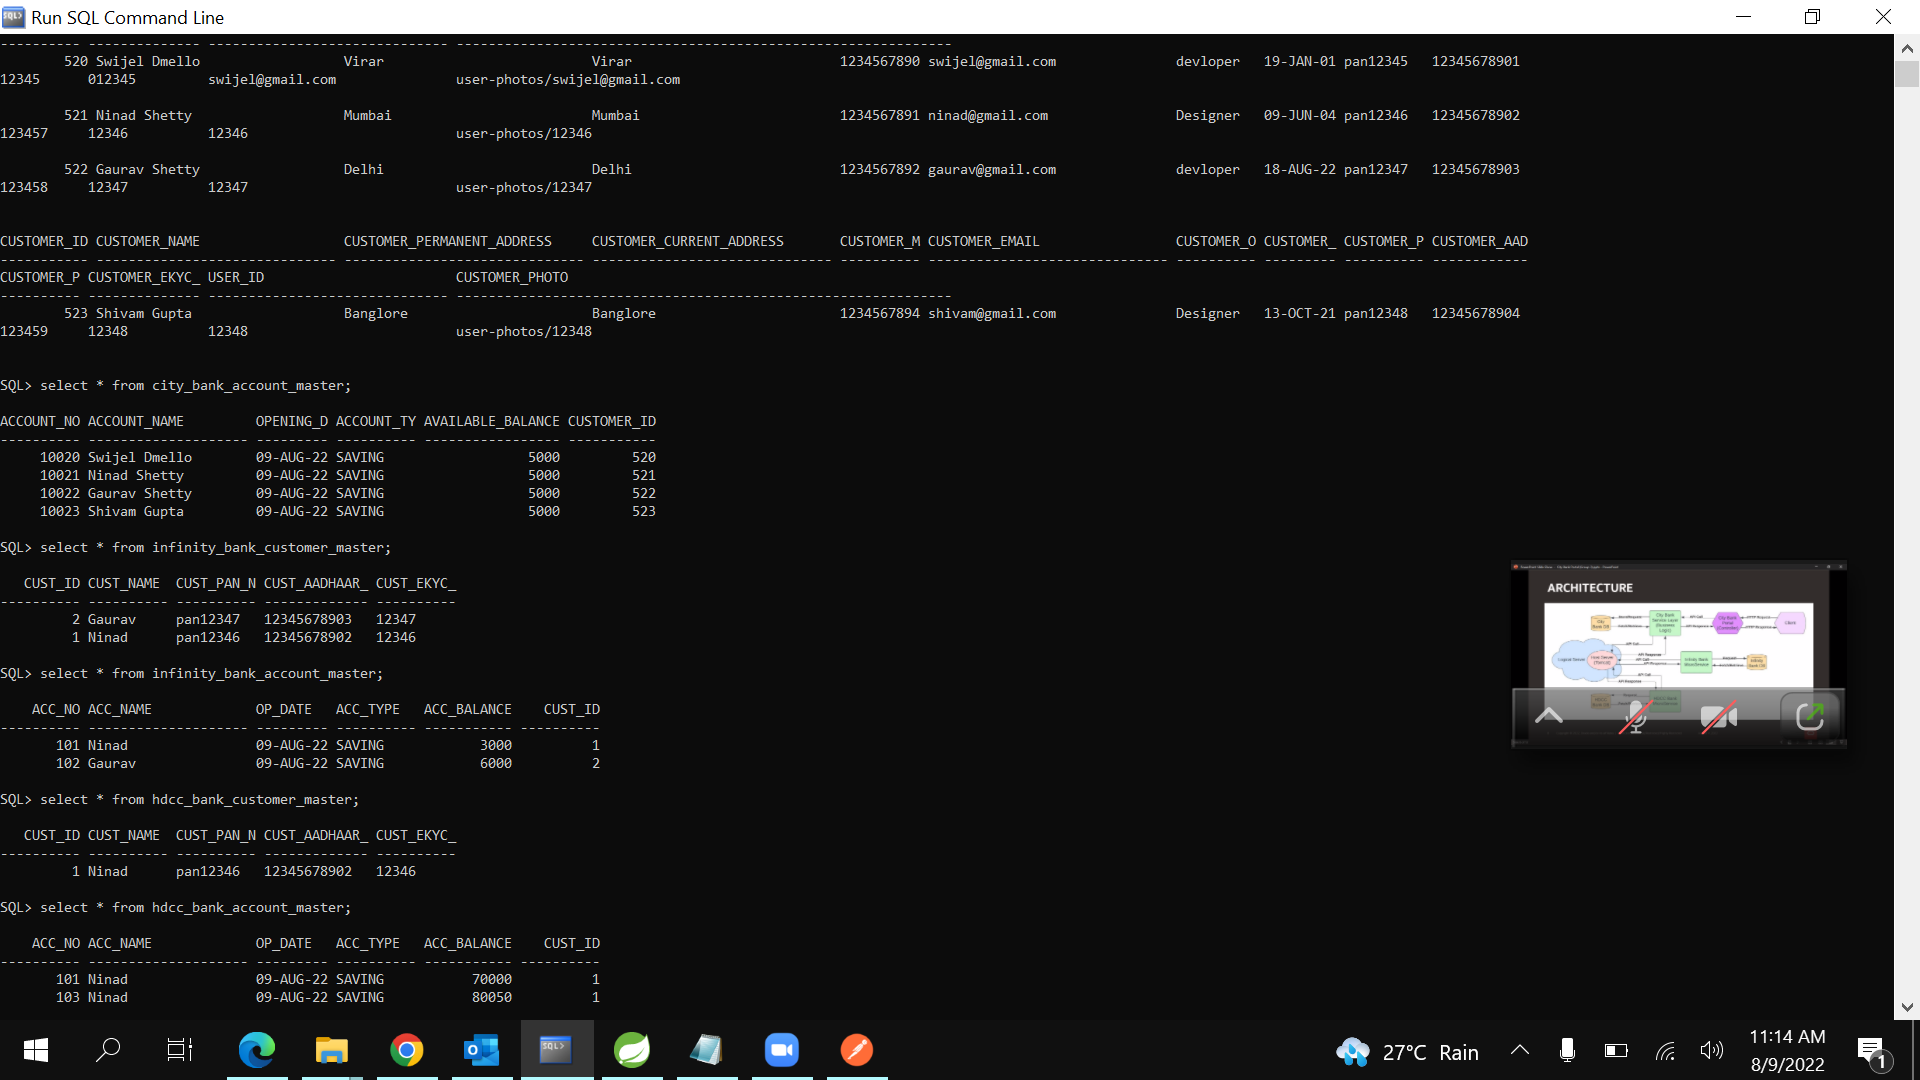 Run SQL Command Line
---------- -------------- ------------------------------ --------------------------------------------------------------
520 Swijel Dmello Virar Virar 1234567890 swijel@gmail.com devloper 19-JAN-01 pan12345 12345678901
12345 012345 swijel@gmail.com user-photos/swijel@gmail.com
521 Ninad Shetty Mumbai Mumbai 1234567891 ninad@gmail.com Designer 09-JUN-04 pan12346 12345678902
123457 12346 12346 user-photos/12346
522 Gaurav Shetty Delhi Delhi 1234567892 gaurav@gmail.com devloper 18-AUG-22 pan12347 12345678903
123458 12347 12347 user-photos/12347
CUSTOMER_ID CUSTOMER_NAME CUSTOMER_PERMANENT_ADDRESS CUSTOMER_CURRENT_ADDRESS CUSTOMER_M CUSTOMER_EMAIL CUSTOMER_O CUSTOMER_ CUSTOMER_P CUSTOMER_AAD
----------- ------------------------------ ------------------------------ ------------------------------ ---------- ------------------------------ ---------- --------- ---------- ------------
CUSTOMER_P CUSTOMER_EKYC_ USER_ID CUSTOMER_PHOTO
---------- -------------- ------------------------------ --------------------------------------------------------------
523 Shivam Gupta Banglore Banglore 1234567894 shivam@gmail.com Designer 13-OCT-21 pan12348 12345678904
123459 12348 12348 user-photos/12348
SQL> select * from city_bank_account_master;
ACCOUNT_NO ACCOUNT_NAME OPENING_D ACCOUNT_TY AVAILABLE_BALANCE CUSTOMER_ID
---------- -------------------- --------- ---------- ----------------- -----------
10020 Swijel Dmello 09-AUG-22 SAVING 5000 520
10021 Ninad Shetty 09-AUG-22 SAVING 5000 521
10022 Gaurav Shetty 09-AUG-22 SAVING 5000 522
10023 Shivam Gupta 09-AUG-22 SAVING 5000 523
SQL> select * from infinity_bank_customer_master;
CUST_ID CUST_NAME CUST_PAN_N CUST_AADHAAR_ CUST_EKYC_
---------- ---------- ---------- ------------- ----------
2 Gaurav pan12347 12345678903 12347
1 Ninad pan12346 12345678902 12346
SQL> select * from infinity_bank_account_master;
ACC_NO ACC_NAME OP_DATE ACC_TYPE ACC_BALANCE CUST_ID
---------- -------------------- --------- ---------- ----------- ----------
101 Ninad 09-AUG-22 SAVING 3000 1
102 Gaurav 09-AUG-22 SAVING 6000 2
SQL> select * from hdcc_bank_customer_master;
CUST_ID CUST_NAME CUST_PAN_N CUST_AADHAAR_ CUST_EKYC_
---------- ---------- ---------- ------------- ----------
1 Ninad pan12346 12345678902 12346
SQL> select * from hdcc_bank_account_master;
ACC_NO ACC_NAME OP_DATE ACC_TYPE ACC_BALANCE CUST_ID
---------- -------------------- --------- ---------- ----------- ----------
101 Ninad 09-AUG-22 SAVING 70000 1
103 Ninad 09-AUG-22 SAVING 80050 1
ARCHITECTURE
27°C Rain
11:14 AM
8/9/2022
1